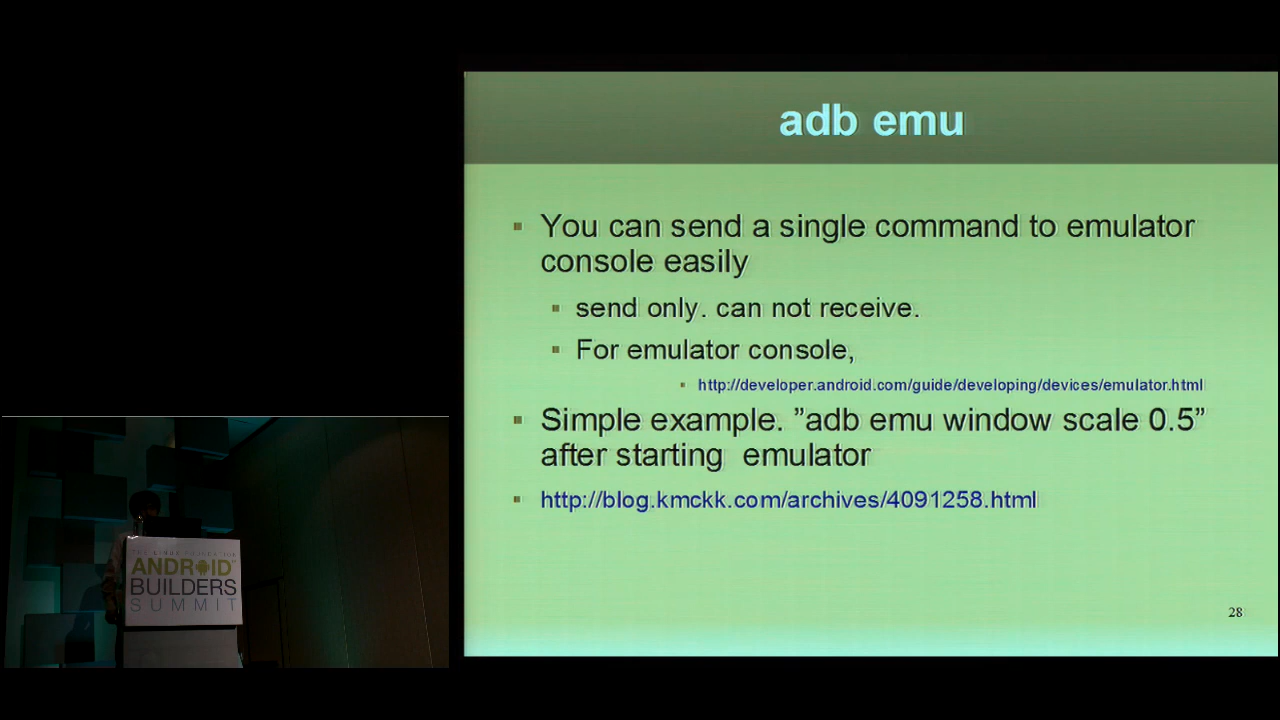 adb emu
You can send a single command to emulator
console easily
send only. can not receive.
For emulator console,
http://developer.android.com/guide/developing/devices/emulator.html
Simple example. ”adb emu window scale 0.5”
after starting emulator
http://blog.kmckk.com/archives/4091258.html
28
THE LINUX FOUNDATION
ANDROID
BUILDERS
SUMMIT